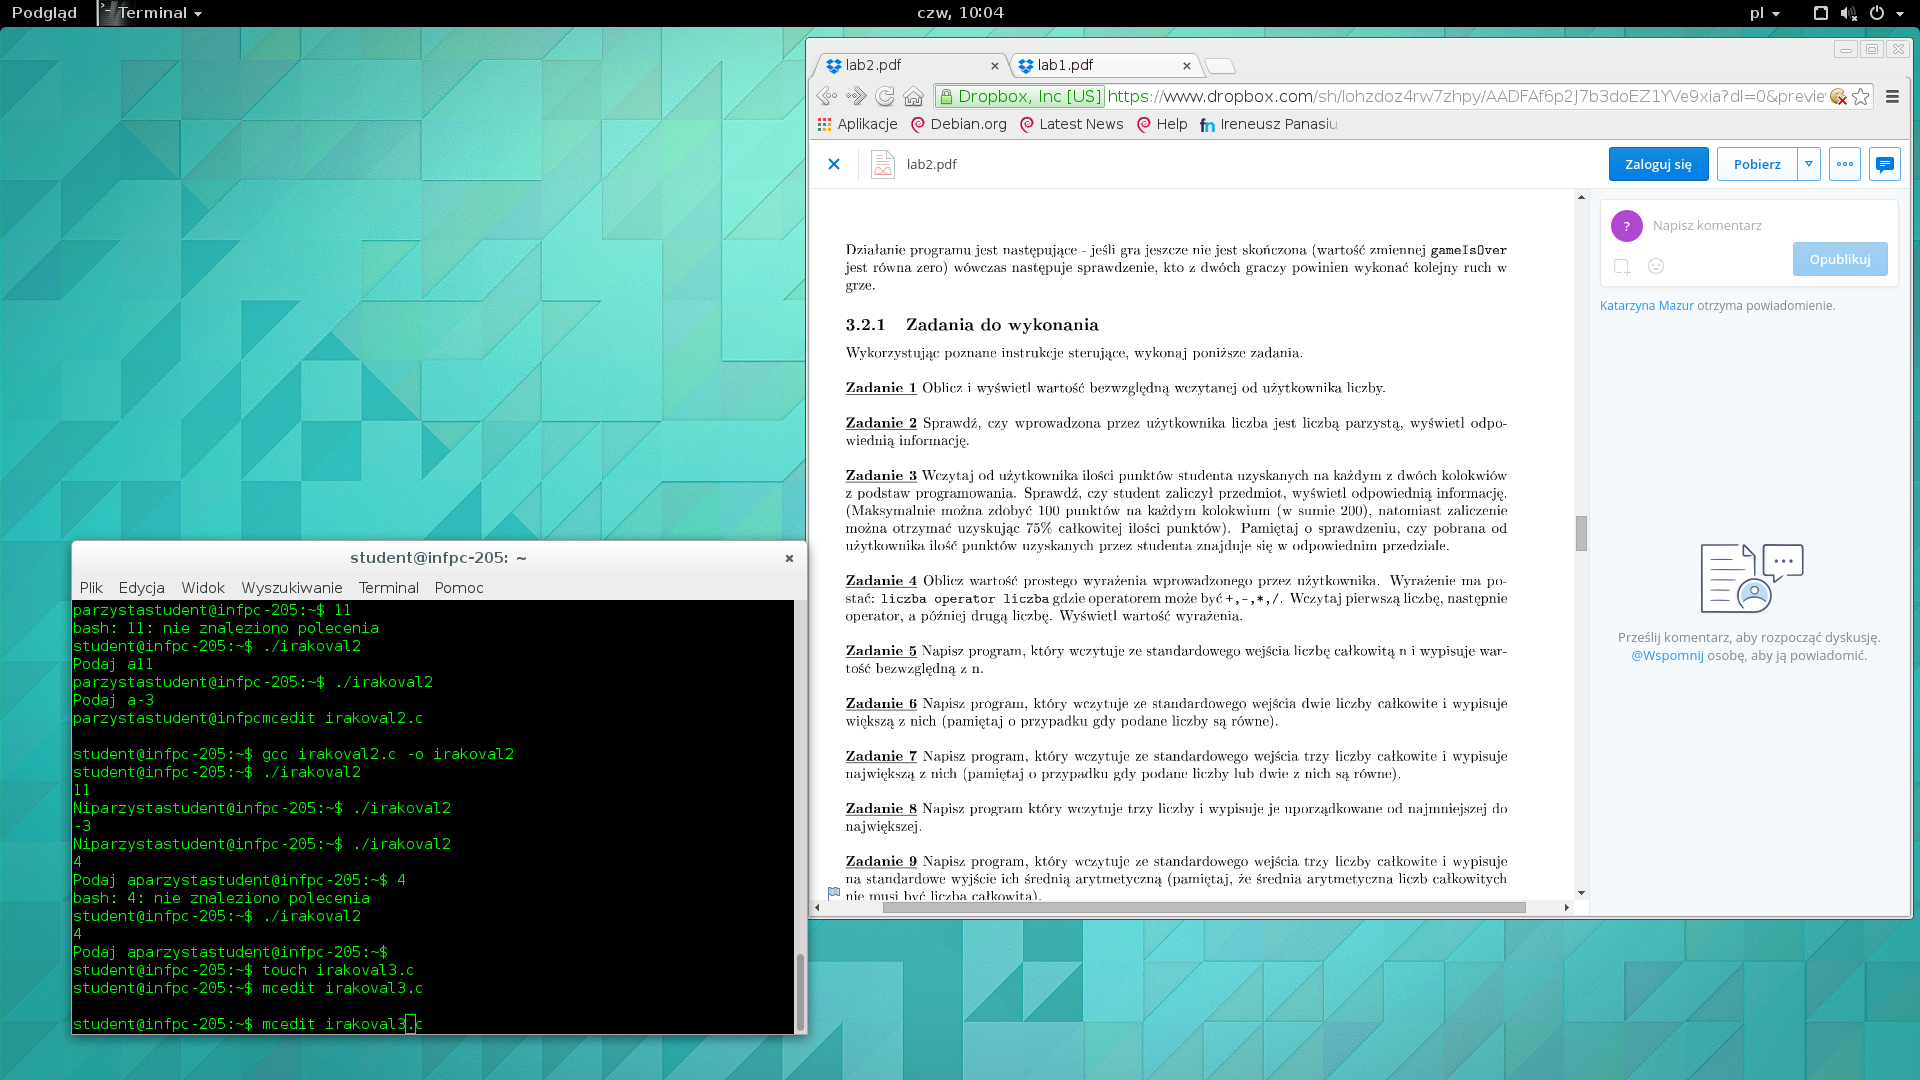 Podgląd
Terminal
czw, 10:04
pl
lab2.pdf
lab1.pdf
Dropbox, Inc [US] https://www.dropbox.com/sh/lohzdoz4rw7zhpy/AADFAf6p2J7b3doEZ1YVe9xia?dl=0&previe
Aplikacje
Debian.org
Latest News
Help
Ireneusz Panasiu
lab2.pdf
Zaloguj się
Pobierz
Działanie programu jest następujące - jeśli gra jeszcze nie jest skończona (wartość zmiennej gameIsOver
jest równa zero) wówczas następuje sprawdzenie, kto z dwóch graczy powinien wykonać kolejny ruch w
grze.
3.2.1 Zadania do wykonania
Wykorzystując poznane instrukcje sterujące, wykonaj poniższe zadania.
Zadanie 1 Oblicz i wyświetl wartość bezwzględną wczytanej od użytkownika liczby.
Zadanie 2 Sprawdź, czy wprowadzona przez użytkownika liczba jest liczbą parzystą, wyświetl odpo-
wiednią informację.
Zadanie 3 Wczytaj od użytkownika ilości punktów studenta uzyskanych na każdym z dwóch kolokwiów
z podstaw programowania. Sprawdź, czy student zaliczył przedmiot, wyświetl odpowiednią informację.
(Maksymalnie można zdobyć 100 punktów na każdym kolokwium (w sumie 200), natomiast zaliczenie
można otrzymać uzyskując 75% całkowitej ilości punktów). Pamiętaj o sprawdzeniu, czy pobrana od
użytkownika ilość punktów uzyskanych przez studenta znajduje się w odpowiednim przedziale.
Zadanie 4 Oblicz wartość prostego wyrażenia wprowadzonego przez użytkownika. Wyrażenie ma po-
stać: liczba operator liczba gdzie operatorem może być +,-,*,/. Wczytaj pierwszą liczbę, następnie
operator, a później drugą liczbę. Wyświetl wartość wyrażenia.
Zadanie 5 Napisz program, który wczytuje ze standardowego wejścia liczbę całkowitą n i wypisuje war-
tość bezwzględną z n.
Zadanie 6 Napisz program, który wczytuje ze standardowego wejścia dwie liczby całkowite i wypisuje
większą z nich (pamiętaj o przypadku gdy podane liczby są równe).
Zadanie 7 Napisz program, który wczytuje ze standardowego wejścia trzy liczby całkowite i wypisuje
największą z nich (pamiętaj o przypadku gdy podane liczby lub dwie z nich są równe).
Zadanie 8 Napisz program który wczytuje trzy liczby i wypisuje je uporządkowane od najmniejszej do
największej.
Zadanie 9 Napisz program, który wczytuje ze standardowego wejścia trzy liczby całkowite i wypisuje
na standardowe wyjście ich średnią arytmetyczną (pamiętaj, że średnia arytmetyczna liczb całkowitych
nie musi być liczbą całkowitą).
?
Napisz komentarz
Opublikuj
Katarzyna Mazur otrzyma powiadomienie.
Prześlij komentarz, aby rozpocząć dyskusję.
@Wspomnij osobę, aby ją powiadomić.
student@infpc-205: ~
Plik Edycja Widok Wyszukiwanie Terminal Pomoc
parzystastudent@infpc-205:~$ 11
bash: 11: nie znaleziono polecenia
student@infpc-205:~$ ./irakoval2
Podaj a11
parzystastudent@infpc-205:~$ ./irakoval2
Podaj a-3
parzystastudent@infpcmcedit irakoval2.c
student@infpc-205:~$ gcc irakoval2.c -o irakoval2
student@infpc-205:~$ ./irakoval2
11
Niparzystastudent@infpc-205:~$ ./irakoval2
-3
Niparzystastudent@infpc-205:~$ ./irakoval2
4
Podaj aparzystastudent@infpc-205:~$ 4
bash: 4: nie znaleziono polecenia
student@infpc-205:~$ ./irakoval2
4
Podaj aparzystastudent@infpc-205:~$
student@infpc-205:~$ touch irakoval3.c
student@infpc-205:~$ mcedit irakoval3.c
student@infpc-205:~$ mcedit irakoval3.c